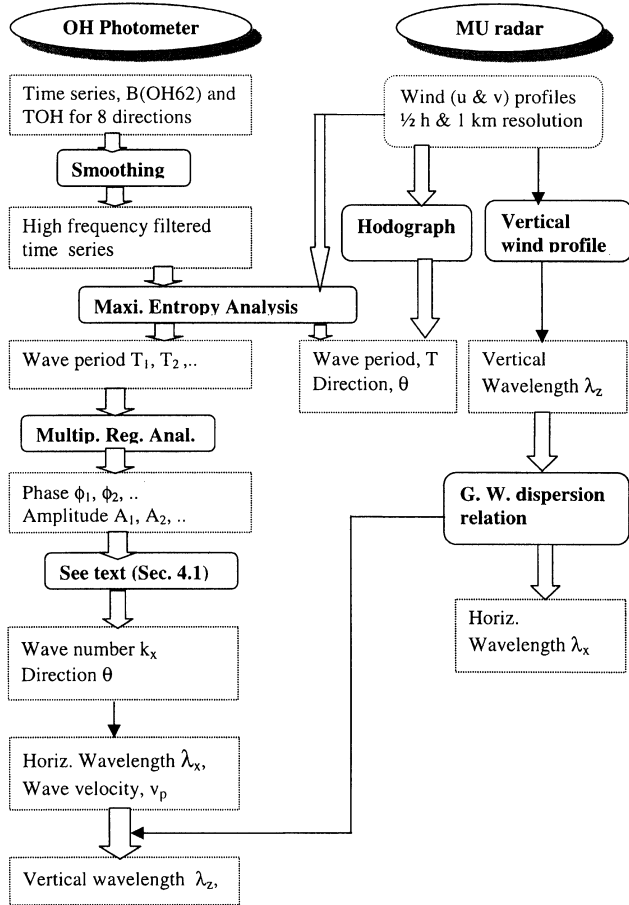 OH Photometer
MU radar
Time series, B(OH62) and
TOH for 8 directions
Wind (u & v) profiles
½ h & 1 km resolution
Smoothing
High frequency filtered
time series
Hodograph
Vertical
wind profile
Maxi. Entropy Analysis
Wave period T₁, T₂ ,..
Wave period, T
Direction, θ
Vertical
Wavelength λz
Multip. Reg. Anal.
Phase ϕ₁, ϕ₂, ..
Amplitude A₁, A₂, ..
G. W. dispersion
relation
See text (Sec. 4.1)
Wave number kₓ
Direction θ
Horiz.
Wavelength λₓ
Horiz. Wavelength λₓ,
Wave velocity, vₚ
Vertical wavelength λz,